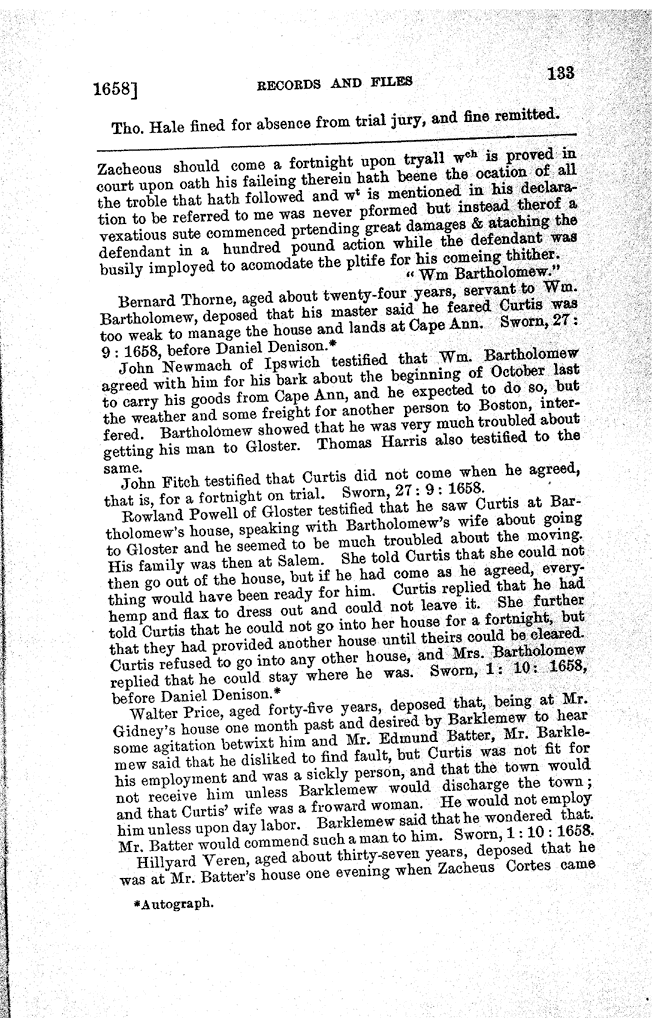 1658]
RECORDS AND FILES
133
Tho. Hale fined for absence from trial jury, and fine remitted.
Zacheous should come a fortnight upon tryall wch is proved in
court upon oath his faileing therein hath beene the ocation of all
the troble that hath followed and wt is mentioned in his declara-
tion to be referred to me was never pformed but instead therof a
vexatious sute commenced prtending great damages & ataching the
defendant in a hundred pound action while the defendant was
busily imployed to acomodate the pltife for his comeing thither.
"Wm Bartholomew."
Bernard Thorne, aged about twenty-four years, servant to Wm.
Bartholomew, deposed that his master said he feared Curtis was
too weak to manage the house and lands at Cape Ann. Sworn, 27:
9: 1658, before Daniel Denison.*
John Newmach of Ipswich testified that Wm. Bartholomew
agreed with him for his bark about the beginning of October last
to carry his goods from Cape Ann, and he expected to do so, but
the weather and some freight for another person to Boston, inter-
fered. Bartholomew showed that he was very much troubled about
getting his man to Gloster. Thomas Harris also testified to the
same.
John Fitch testified that Curtis did not come when he agreed,
that is, for a fortnight on trial. Sworn, 27: 9: 1658.
Rowland Powell of Gloster testified that he saw Curtis at Bar-
tholomew's house, speaking with Bartholomew's wife about going
to Gloster and he seemed to be much troubled about the moving.
His family was then at Salem. She told Curtis that she could not
then go out of the house, but if he had come as he agreed, every-
thing would have been ready for him. Curtis replied that he had
hemp and flax to dress out and could not leave it. She further
told Curtis that he could not go into her house for a fortnight, but
that they had provided another house until theirs could be cleared.
Curtis refused to go into any other house, and Mrs. Bartholomew
replied that he could stay where he was. Sworn, 1: 10: 1658,
before Daniel Denison.*
Walter Price, aged forty-five years, deposed that, being at Mr.
Gidney's house one month past and desired by Barklemew to hear
some agitation betwixt him and Mr. Edmund Batter, Mr. Barkle-
mew said that he disliked to find fault, but Curtis was not fit for
his employment and was a sickly person, and that the town would
not receive him unless Barklemew would discharge the town;
and that Curtis' wife was a froward woman. He would not employ
him unless upon day labor. Barklemew said that he wondered that.
Mr. Batter would commend such a man to him. Sworn, 1: 10: 1658.
Hillyard Veren, aged about thirty-seven years, deposed that he
was at Mr. Batter's house one evening when Zacheus Cortes came
*Autograph.